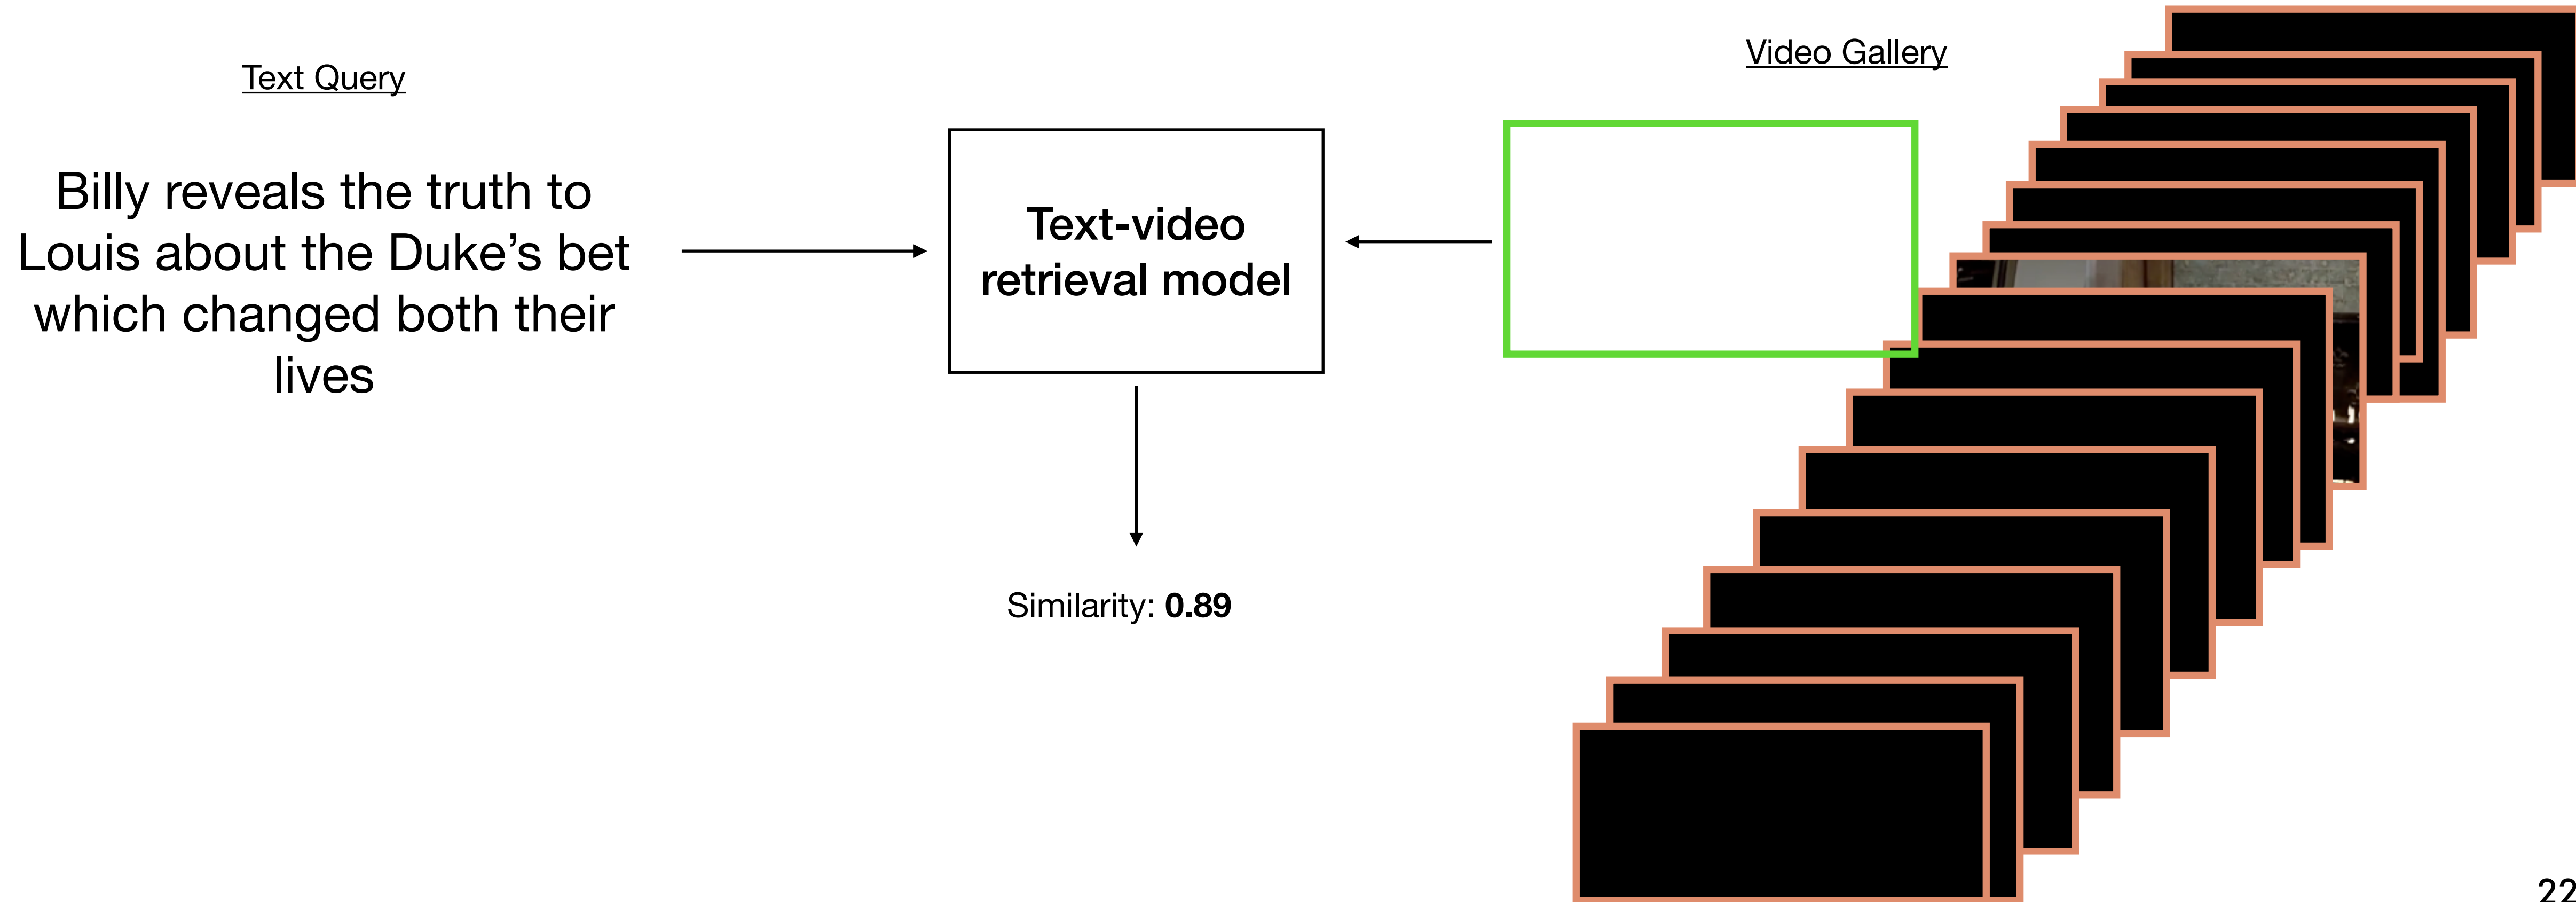 Text Query
Billy reveals the truth to
Louis about the Duke’s bet
which changed both their
lives
Text-video
retrieval model
Similarity: 0.89
Video Gallery
22